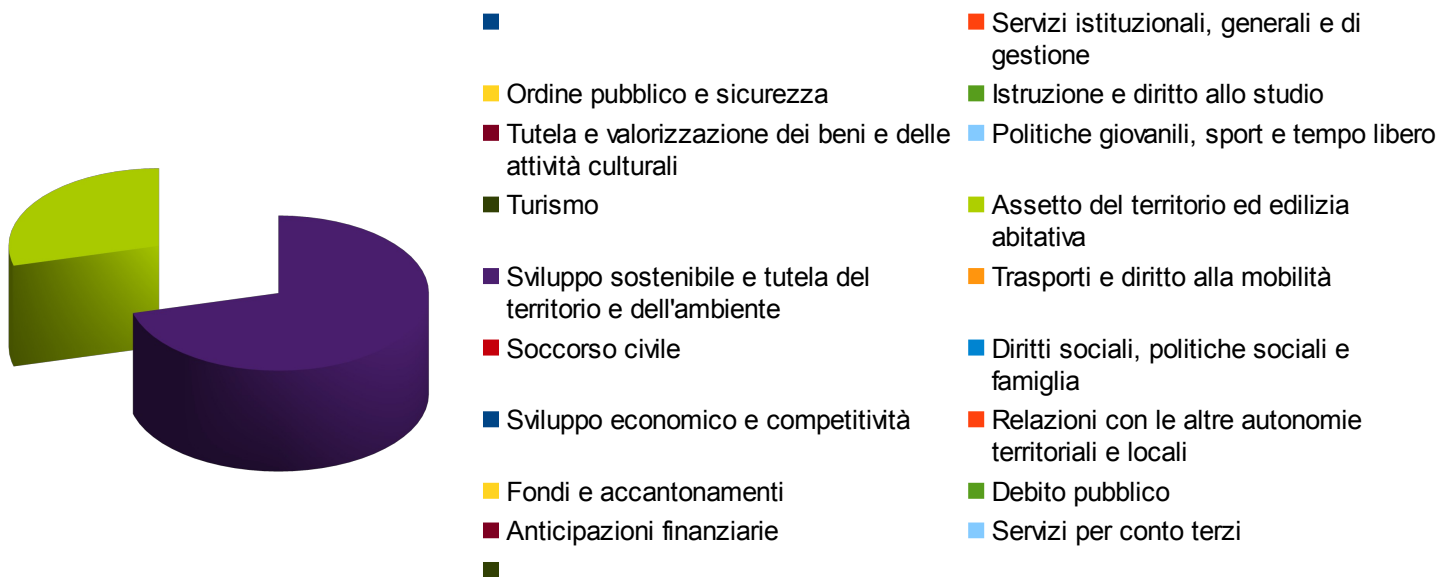 Servizi istituzionali, generali e di
gestione
Ordine pubblico e sicurezza
Istruzione e diritto allo studio
Tutela e valorizzazione dei beni e delle
attività culturali
Politiche giovanili, sport e tempo libero
Turismo
Assetto del territorio ed edilizia
abitativa
Sviluppo sostenibile e tutela del
territorio e dell'ambiente
Trasporti e diritto alla mobilità
Soccorso civile
Diritti sociali, politiche sociali e
famiglia
Sviluppo economico e competitività
Relazioni con le altre autonomie
territoriali e locali
Fondi e accantonamenti
Debito pubblico
Anticipazioni finanziarie
Servizi per conto terzi